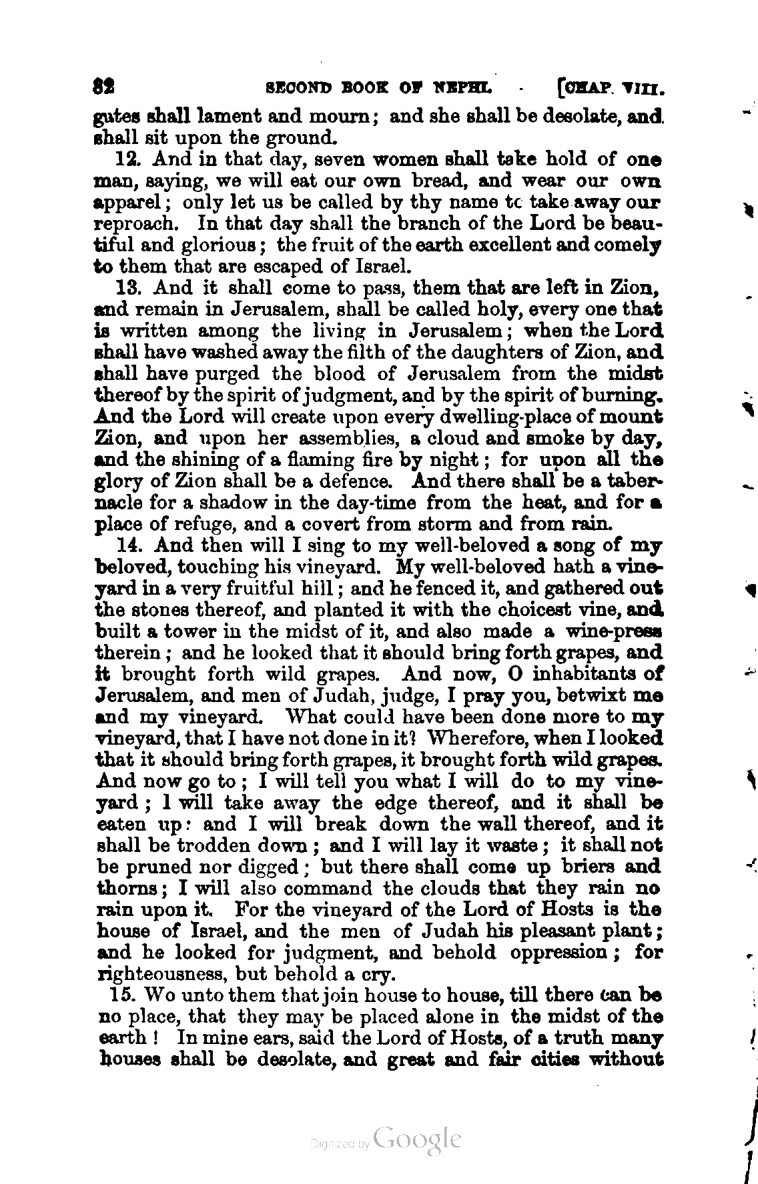 82 SECOND BOOK OF NEPHI. [CHAP. VIII.
gates shall lament and mourn; and she shall be desolate, and
shall sit upon the ground.
12. And in that day, seven women shall take hold of one
man, saying, we will eat our own bread, and wear our own
apparel; only let us be called by thy name to take away our
reproach. In that day shall the branch of the Lord be beau-
tiful and glorious; the fruit of the earth excellent and comely
to them that are escaped of Israel.
13. And it shall come to pass, them that are left in Zion,
and remain in Jerusalem, shall be called holy, every one that
is written among the living in Jerusalem; when the Lord
shall have washed away the filth of the daughters of Zion, and
shall have purged the blood of Jerusalem from the midst
thereof by the spirit of judgment, and by the spirit of burning.
And the Lord will create upon every dwelling-place of mount
Zion, and upon her assemblies, a cloud and smoke by day,
and the shining of a flaming fire by night; for upon all the
glory of Zion shall be a defence. And there shall be a taber-
nacle for a shadow in the day-time from the heat, and for a
place of refuge, and a covert from storm and from rain.
14. And then will I sing to my well-beloved a song of my
beloved, touching his vineyard. My well-beloved hath a vine-
yard in a very fruitful hill; and he fenced it, and gathered out
the stones thereof, and planted it with the choicest vine, and
built a tower in the midst of it, and also made a wine-press
therein; and he looked that it should bring forth grapes, and
it brought forth wild grapes. And now, O inhabitants of
Jerusalem, and men of Judah, judge, I pray you, betwixt me
and my vineyard. What could have been done more to my
vineyard, that I have not done in it? Wherefore, when I looked
that it should bring forth grapes, it brought forth wild grapes.
And now go to; I will tell you what I will do to my vine-
yard; I will take away the edge thereof, and it shall be
eaten up: and I will break down the wall thereof, and it
shall be trodden down; and I will lay it waste; it shall not
be pruned nor digged; but there shall come up briers and
thorns; I will also command the clouds that they rain no
rain upon it. For the vineyard of the Lord of Hosts is the
house of Israel, and the men of Judah his pleasant plant;
and he looked for judgment, and behold oppression; for
righteousness, but behold a cry.
15. Wo unto them that join house to house, till there can be
no place, that they may be placed alone in the midst of the
earth! In mine ears, said the Lord of Hosts, of a truth many
houses shall be desolate, and great and fair cities without
Digitized by Google